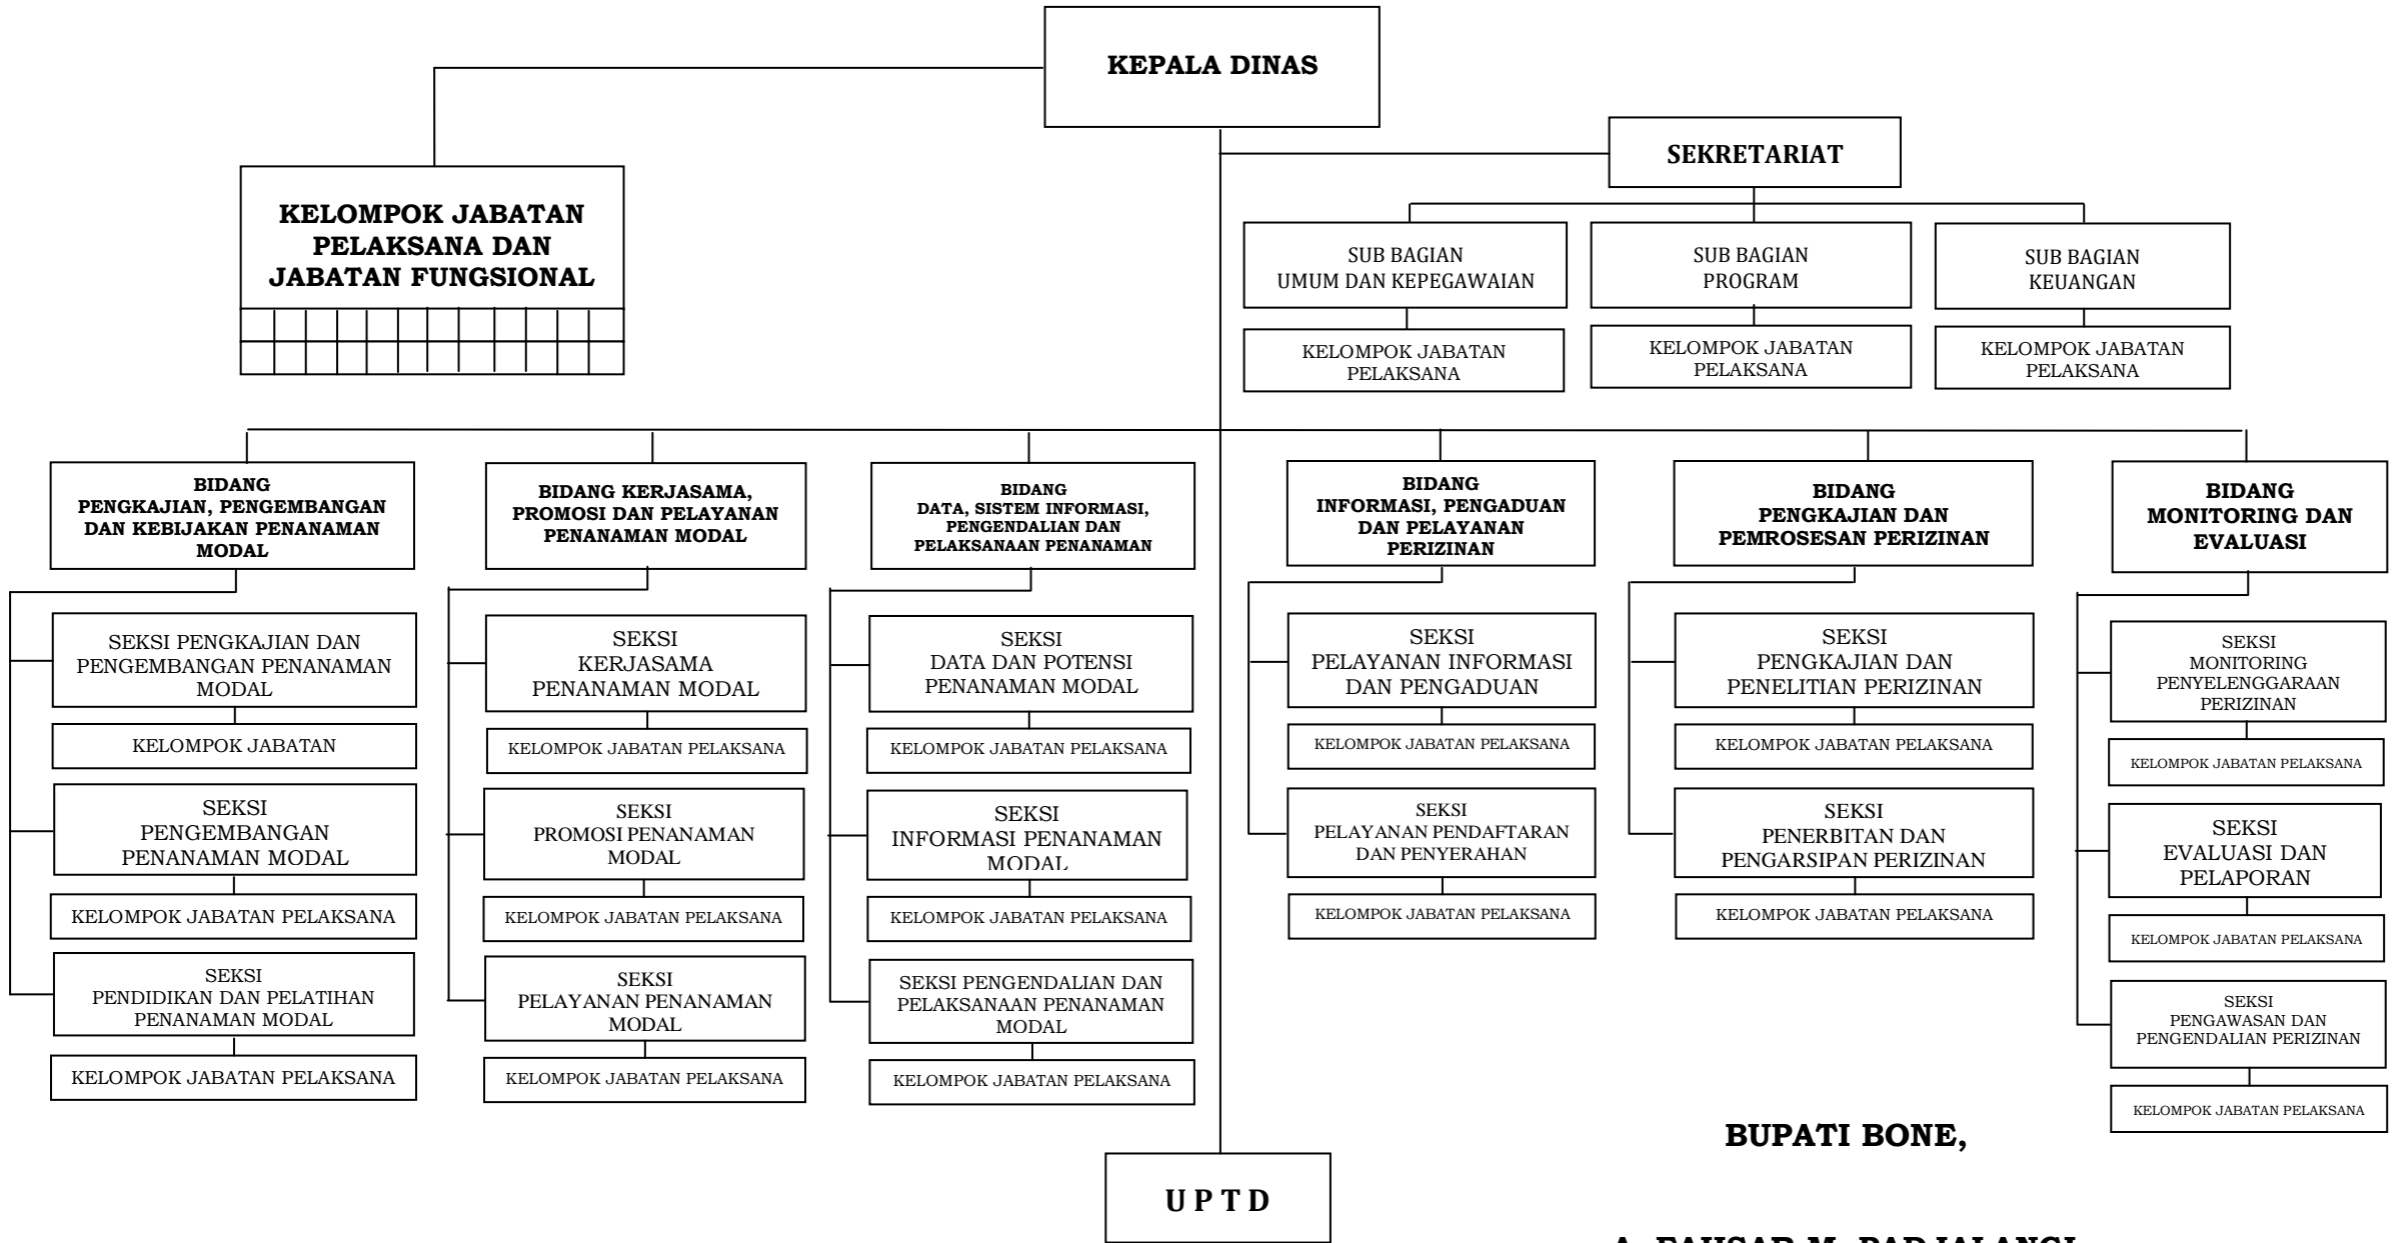 KEPALA DINAS
SEKRETARIAT
KELOMPOK JABATAN
PELAKSANA DAN
JABATAN FUNGSIONAL
SUB BAGIAN
UMUM DAN KEPEGAWAIAN
SUB BAGIAN
PROGRAM
SUB BAGIAN
KEUANGAN
KELOMPOK JABATAN
PELAKSANA
KELOMPOK JABATAN
PELAKSANA
KELOMPOK JABATAN
PELAKSANA
BIDANG
PENGKAJIAN, PENGEMBANGAN
DAN KEBIJAKAN PENANAMAN
MODAL
SEKSI PENGKAJIAN DAN
PENGEMBANGAN PENANAMAN
MODAL
KELOMPOK JABATAN
SEKSI
PENGEMBANGAN
PENANAMAN MODAL
KELOMPOK JABATAN PELAKSANA
SEKSI
PENDIDIKAN DAN PELATIHAN
PENANAMAN MODAL
KELOMPOK JABATAN PELAKSANA
BIDANG KERJASAMA,
PROMOSI DAN PELAYANAN
PENANAMAN MODAL
SEKSI
KERJASAMA
PENANAMAN MODAL
KELOMPOK JABATAN PELAKSANA
SEKSI
PROMOSI PENANAMAN
MODAL
KELOMPOK JABATAN PELAKSANA
SEKSI
PELAYANAN PENANAMAN
MODAL
KELOMPOK JABATAN PELAKSANA
BIDANG
DATA, SISTEM INFORMASI,
PENGENDALIAN DAN
PELAKSANAAN PENANAMAN
SEKSI
DATA DAN POTENSI
PENANAMAN MODAL
KELOMPOK JABATAN PELAKSANA
SEKSI
INFORMASI PENANAMAN
MODAL
KELOMPOK JABATAN PELAKSANA
SEKSI PENGENDALIAN DAN
PELAKSANAAN PENANAMAN
MODAL
KELOMPOK JABATAN PELAKSANA
BIDANG
INFORMASI, PENGADUAN
DAN PELAYANAN
PERIZINAN
SEKSI
PELAYANAN INFORMASI
DAN PENGADUAN
KELOMPOK JABATAN PELAKSANA
SEKSI
PELAYANAN PENDAFTARAN
DAN PENYERAHAN
KELOMPOK JABATAN PELAKSANA
BIDANG
PENGKAJIAN DAN
PEMROSESAN PERIZINAN
SEKSI
PENGKAJIAN DAN
PENELITIAN PERIZINAN
KELOMPOK JABATAN PELAKSANA
SEKSI
PENERBITAN DAN
PENGARSIPAN PERIZINAN
KELOMPOK JABATAN PELAKSANA
BIDANG
MONITORING DAN
EVALUASI
SEKSI
MONITORING
PENYELENGGARAAN
PERIZINAN
KELOMPOK JABATAN PELAKSANA
SEKSI
EVALUASI DAN
PELAPORAN
KELOMPOK JABATAN PELAKSANA
SEKSI
PENGAWASAN DAN
PENGENDALIAN PERIZINAN
KELOMPOK JABATAN PELAKSANA
U P T D
BUPATI BONE,
A. FAHSAR M. PADJALANGI